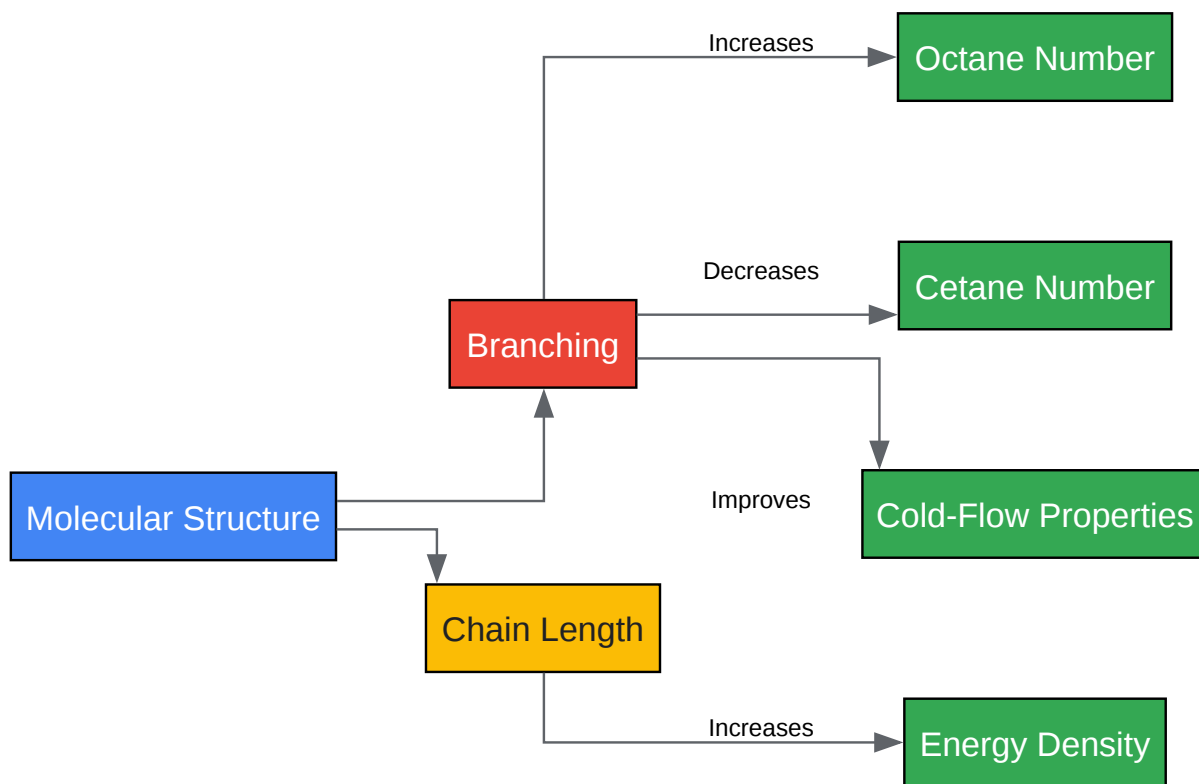 Increases
Octane Number
Decreases
Cetane Number
Branching
Improves
Cold-Flow Properties
Molecular Structure
Chain Length
Increases
Energy Density